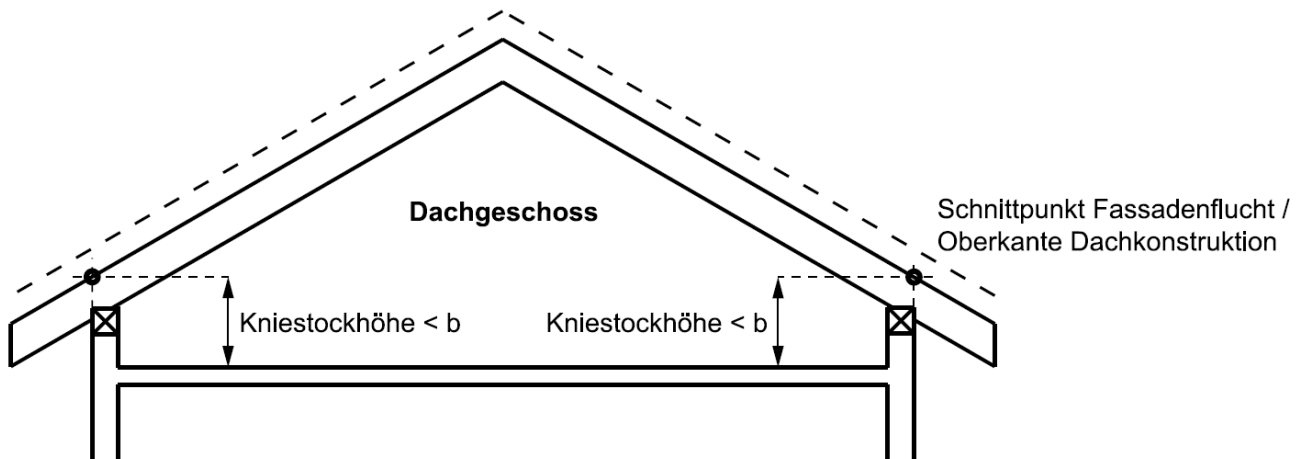 Dachgeschoss
Schnittpunkt Fassadenflucht /
Oberkante Dachkonstruktion
Kniestockhöhe < b
Kniestockhöhe < b